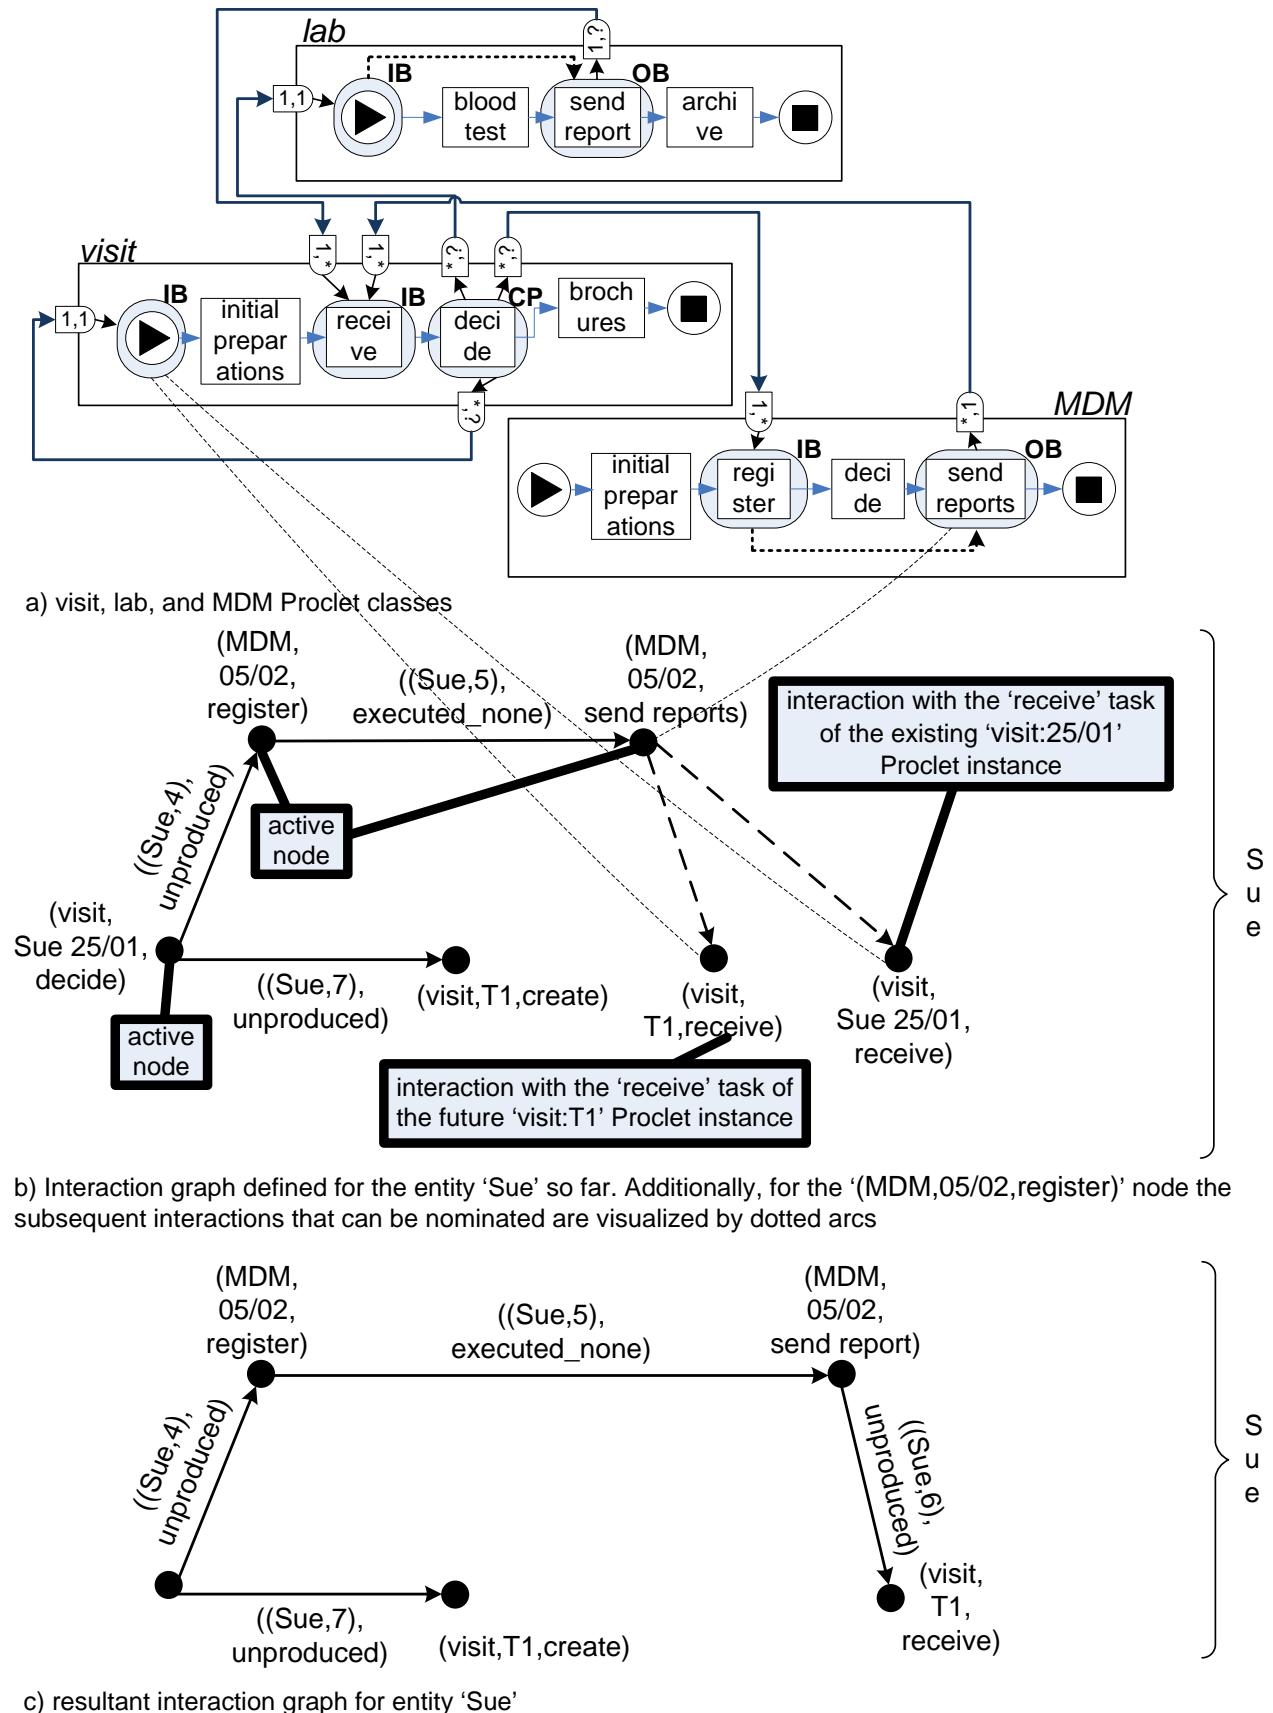 lab
1,?
IB
OB
1,1
blood
test
send
report
archi
ve
visit
1,*
1,*
?,*
?,*
IB
IB
CP
1,1
initial
prepar
ations
recei
ve
deci
de
broch
ures
*,?
MDM
1,*
1,*
IB
OB
initial
prepar
ations
regi
ster
deci
de
send
reports
a) visit, lab, and MDM Proclet classes
(MDM,
05/02,
register)
((Sue,5),
executed_none)
(MDM,
05/02,
send reports)
interaction with the ‘receive’ task
of the existing ‘visit:25/01’
Proclet instance
((Sue,4),
unproduced)
active
node
(visit,
Sue 25/01,
decide)
((Sue,7),
unproduced)
(visit,T1,create)
(visit,
T1,receive)
(visit,
Sue 25/01,
receive)
active
node
interaction with the ‘receive’ task of
the future ‘visit:T1’ Proclet instance
S
u
e
b) Interaction graph defined for the entity ‘Sue’ so far. Additionally, for the ‘(MDM,05/02,register)’ node the
subsequent interactions that can be nominated are visualized by dotted arcs
(MDM,
05/02,
register)
((Sue,5),
executed_none)
(MDM,
05/02,
send report)
((Sue,4),
unproduced)
((Sue,6),
unproduced)
((Sue,7),
unproduced)
(visit,T1,create)
(visit,
T1,
receive)
S
u
e
c) resultant interaction graph for entity ‘Sue’